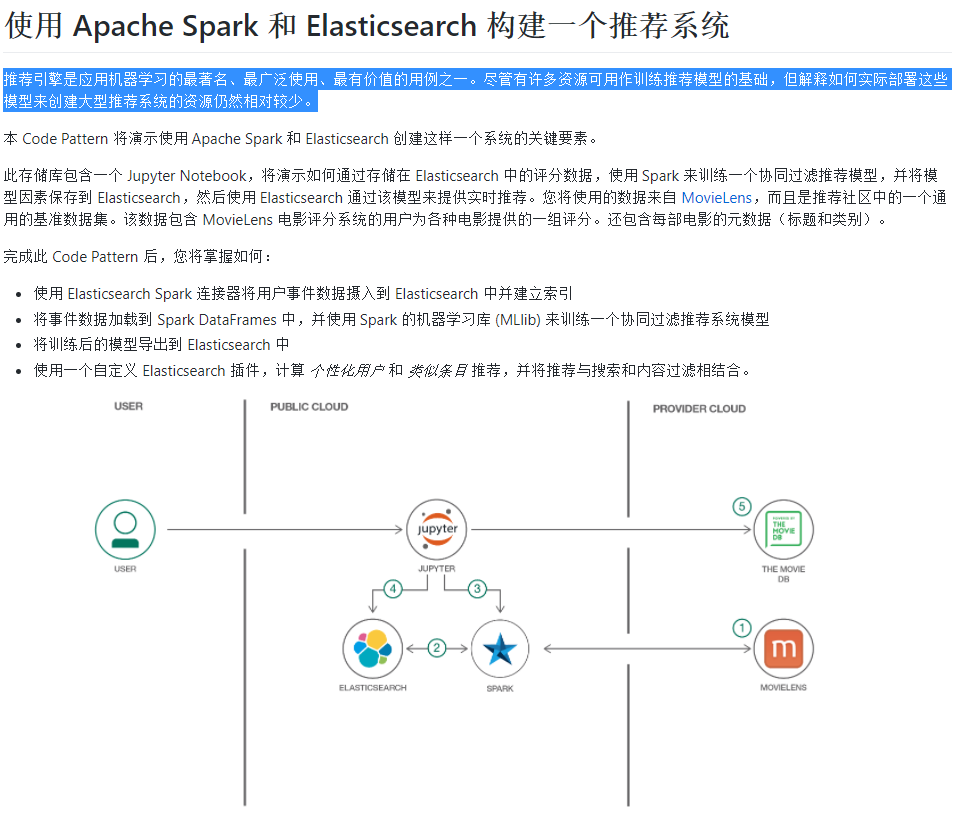 使用 Apache Spark 和 Elasticsearch 构建一个推荐系统
推荐引擎是应用机器学习的最著名、最广泛使用、最有价值的用例之一。尽管有许多资源可用作训练推荐模型的基础，但解释如何实际部署这些
模型来创建大型推荐系统的资源仍然相对较少。
本 Code Pattern 将演示使用 Apache Spark 和 Elasticsearch 创建这样一个系统的关键要素。
此存储库包含一个 Jupyter Notebook，将演示如何通过存储在 Elasticsearch 中的评分数据，使用 Spark 来训练一个协同过滤推荐模型，并将模
型因素保存到 Elasticsearch，然后使用 Elasticsearch 通过该模型来提供实时推荐。您将使用的数据来自 MovieLens，而且是推荐社区中的一个通
用的基准数据集。该数据包含 MovieLens 电影评分系统的用户为各种电影提供的一组评分。还包含每部电影的元数据（标题和类别）。
完成此 Code Pattern 后，您将掌握如何：
• 使用 Elasticsearch Spark 连接器将用户事件数据摄入到 Elasticsearch 中并建立索引
• 将事件数据加载到 Spark DataFrames 中，并使用 Spark 的机器学习库 (MLlib) 来训练一个协同过滤推荐系统模型
• 将训练后的模型导出到 Elasticsearch 中
• 使用一个自定义 Elasticsearch 插件，计算 个性化用户 和 类似条目 推荐，并将推荐与搜索和内容过滤相结合。
USER
PUBLIC CLOUD
PROVIDER CLOUD
5
POWERED BY
THE
MOVIE
DB
jupyter
USER
JUPYTER
THE MOVIE
DB
4
3
1
2
m
ELASTICSEARCH
SPARK
MOVIELENS